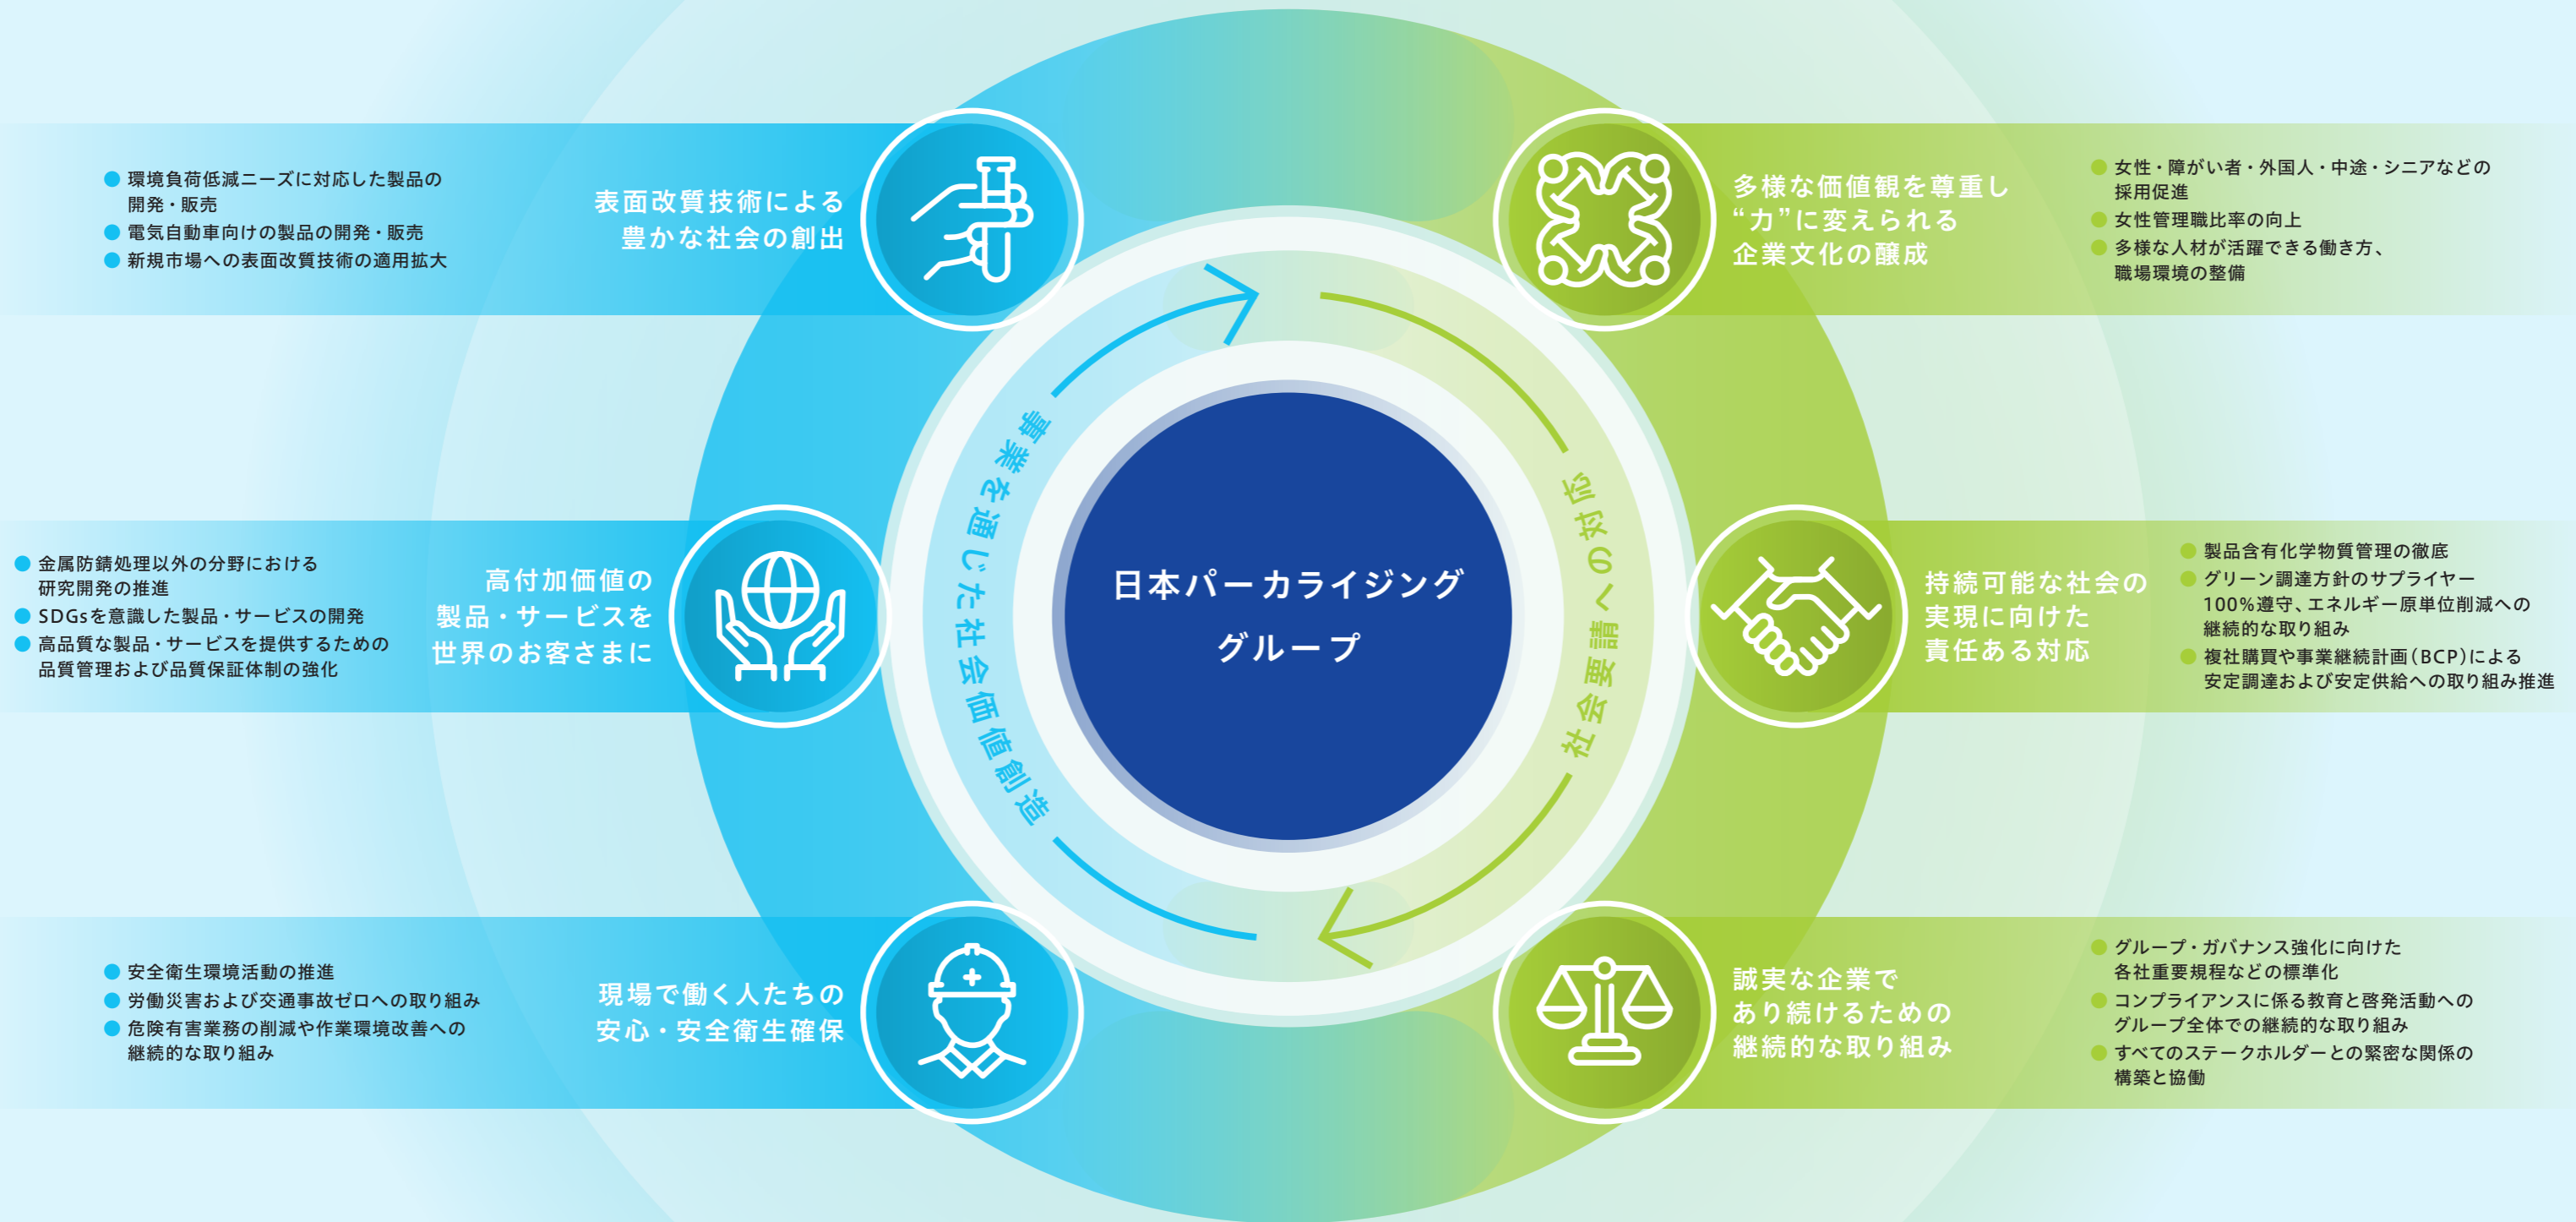 表面改質技術による
豊かな社会の創出
● 環境負荷低減ニーズに対応した製品の
開発・販売
● 電気自動車向けの製品の開発・販売
● 新規市場への表面改質技術の適用拡大
高付加価値の
製品・サービスを
世界のお客さまに
● 金属防錆処理以外の分野における
研究開発の推進
● SDGsを意識した製品・サービスの開発
● 高品質な製品・サービスを提供するための
品質管理および品質保証体制の強化
現場で働く人たちの
安心・安全衛生確保
● 安全衛生環境活動の推進
● 労働災害および交通事故ゼロへの取り組み
● 危険有害業務の削減や作業環境改善への
継続的な取り組み
事業を通じた社会価値創造
日本パーカライジング
グループ
社会要請への対応
多様な価値観を尊重し
“力”に変えられる
企業文化の醸成
● 女性・障がい者・外国人・中途・シニアなどの
採用促進
● 女性管理職比率の向上
● 多様な人材が活躍できる働き方、
職場環境の整備
持続可能な社会の
実現に向けた
責任ある対応
● 製品含有化学物質管理の徹底
● グリーン調達方針のサプライヤー
100%遵守、エネルギー原単位削減への
継続的な取り組み
● 複社購買や事業継続計画(BCP)による
安定調達および安定供給への取り組み推進
誠実な企業で
あり続けるための
継続的な取り組み
● グループ・ガバナンス強化に向けた
各社重要規程などの標準化
● コンプライアンスに係る教育と啓発活動への
グループ全体での継続的な取り組み
● すべてのステークホルダーとの緊密な関係の
構築と協働